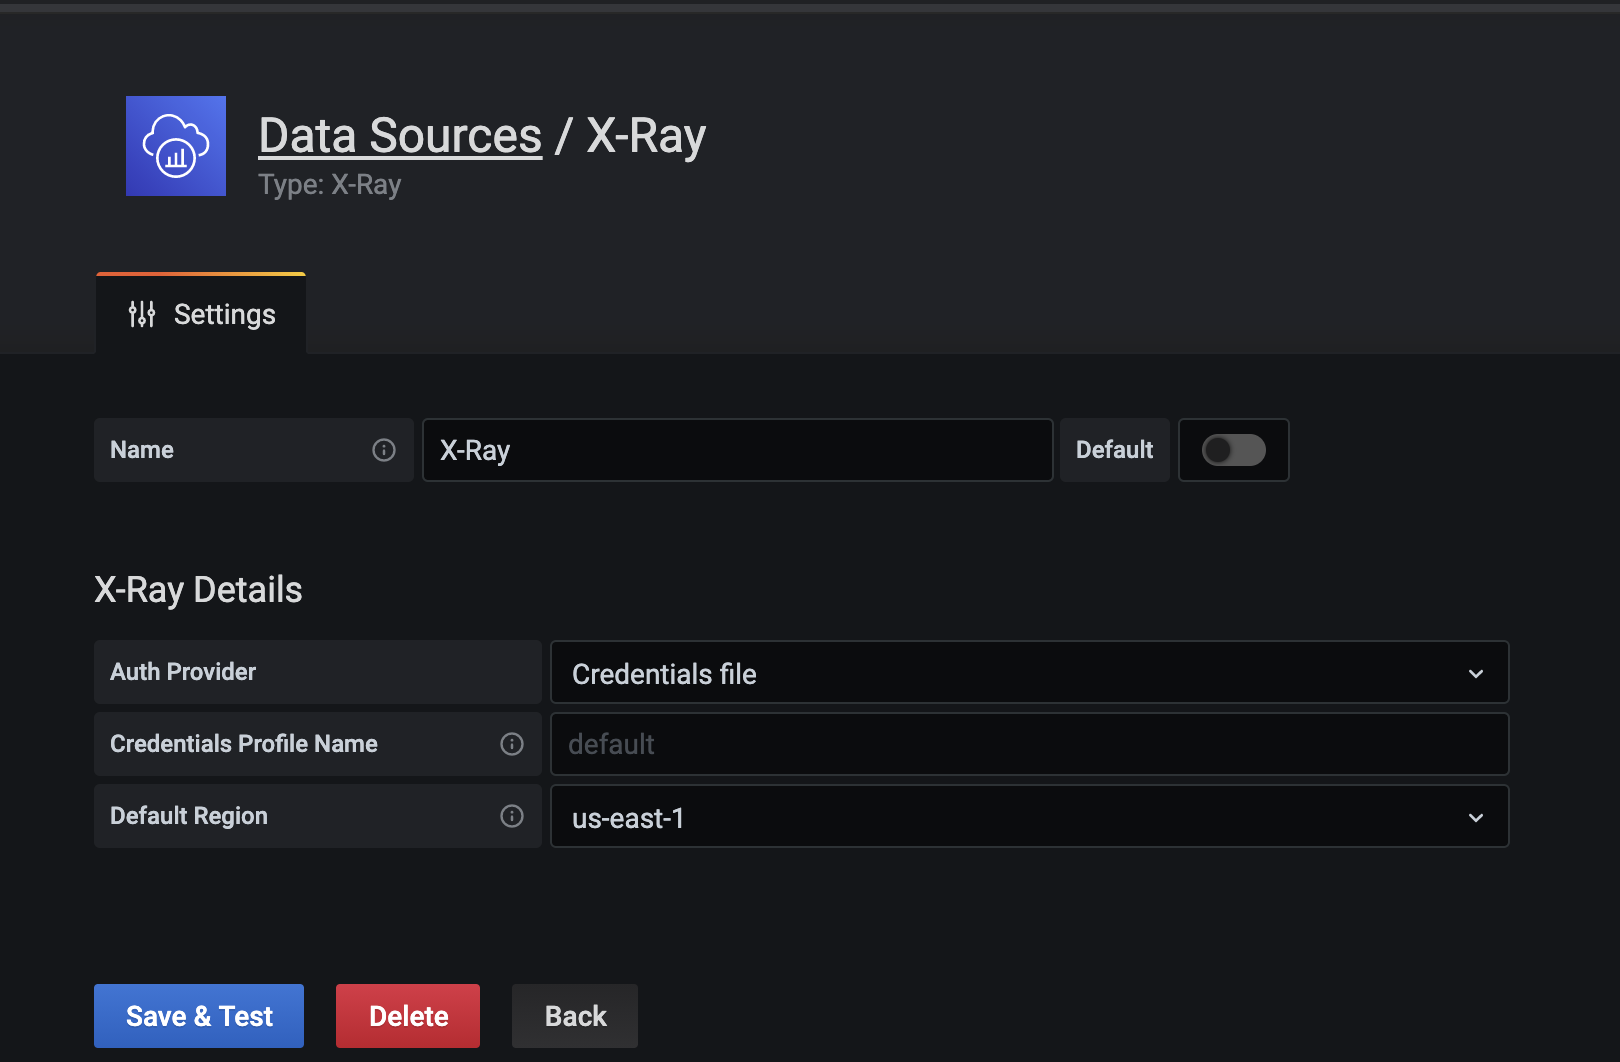 Data Sources / X-Ray
Type: X-Ray
Settings
Name X-Ray Default
X-Ray Details
Auth Provider Credentials file
Credentials Profile Name default
Default Region us-east-1
Save & Test Delete Back